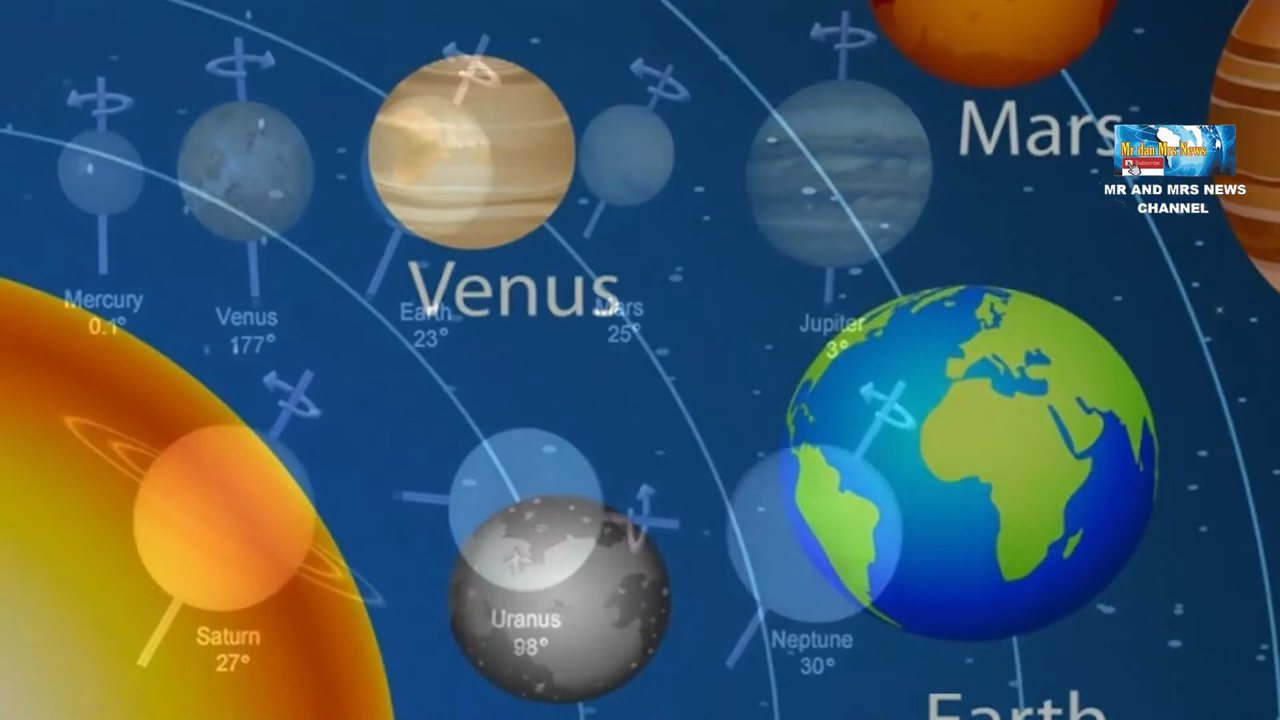 Mars
Mr dan Mrs News
Subscribe
MR AND MRS NEWS
CHANNEL
Venus
Mercury
0.1°
Venus
177°
Earth
23°
Mars
25°
Jupiter
3°
Saturn
27°
Uranus
98°
Neptune
30°
Earth